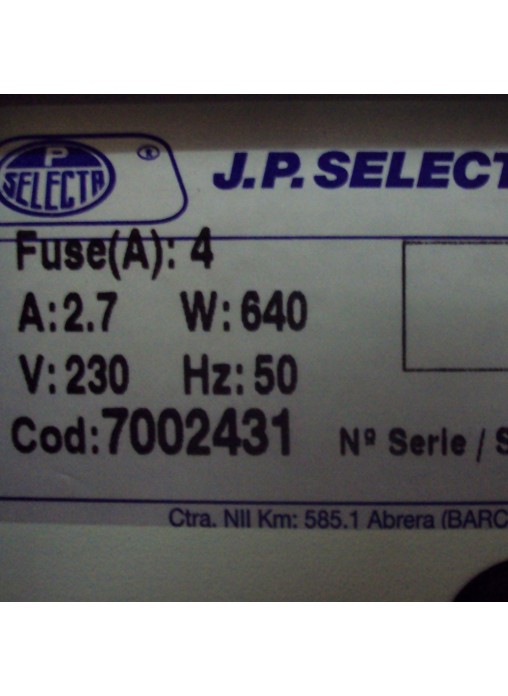 P
SELECTA ® J.P. SELECT
Fuse(A): 4
A: 2.7 W: 640
V: 230 Hz: 50
Cod: 7002431 Nº Serie / S
Ctra. NII Km: 585.1 Abrera (BARC